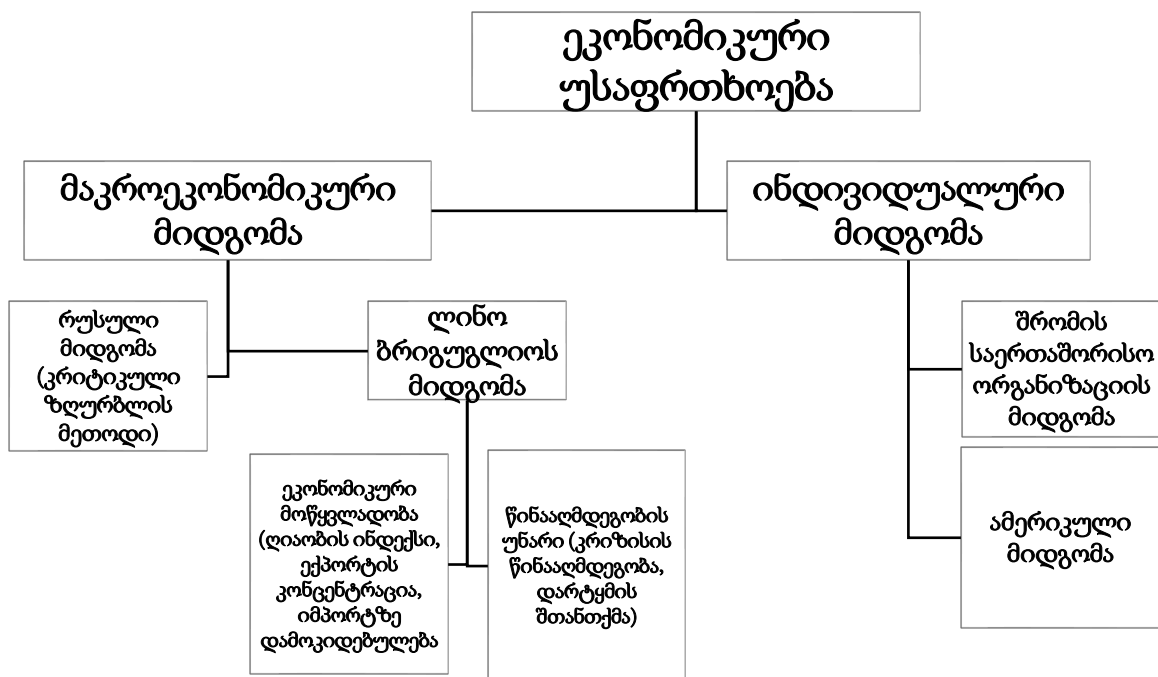 ეკონომიკური
უსაფრთხოება
მაკროეკონომიკური
მიდგომა
ინდივიდუალური
მიდგომა
რუსული
მიდგომა
(კრიტიკული
ზღურბლის
მეთოდი)
ლინო
ბრიგუგლიოს
მიდგომა
შრომის
საერთაშორისო
ორგანიზაციის
მიდგომა
ეკონომიკური
მოწყვლადობა
(ღიაობის ინდექსი,
ექპორტის
კონცენტრაცია,
იმპორტზე
დამოკიდებულება
წინააღმდეგობის
უნარი (კრიზისის
წინააღმდეგობა,
დარტყმის
შთანთქმა)
ამერიკული
მიდგომა